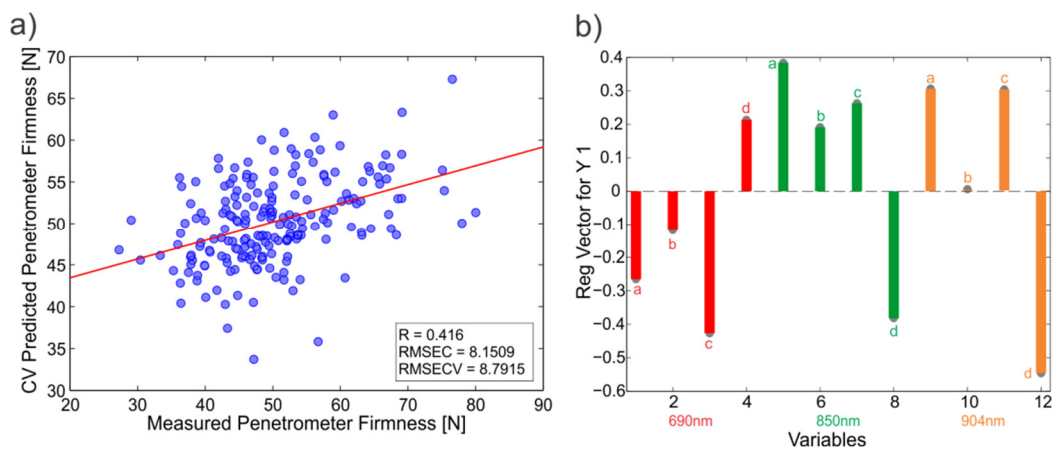 a)
CV Predicted Penetrometer Firmness [N]
70
65
60
55
50
45
40
35
30
R = 0.416
RMSEC = 8.1509
RMSECV = 8.7915
20 30 40 50 60 70 80 90
Measured Penetrometer Firmness [N]
b)
Reg Vector for Y 1
0.4
0.3
0.2
0.1
0
-0.1
-0.2
-0.3
-0.4
-0.5
-0.6
a
b
c
d
a
b
c
d
a
b
c
d
2 4 6 8 10 12
690nm 850nm 904nm
Variables